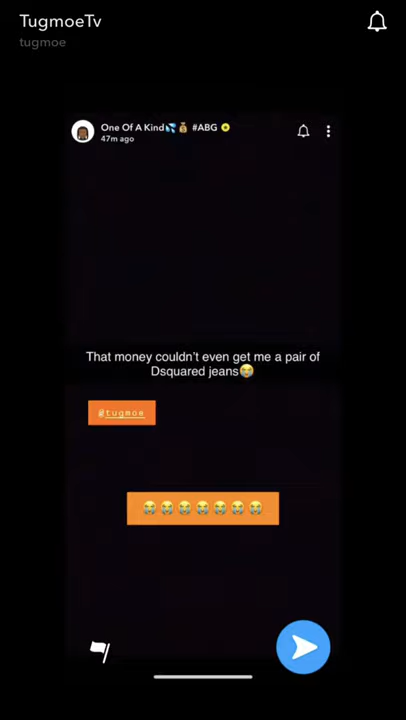 TugmoeTv
tugmoe
One Of A Kind💦💰 #ABG
47m ago
That money couldn't even get me a pair of
Dsquared jeans😭
@tugmoe
😭😭😭😭😭😭😭